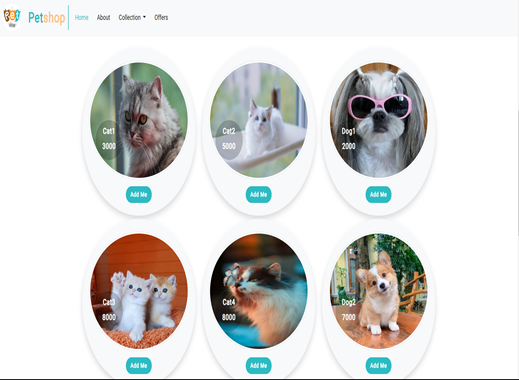 Pet
shop
Petshop
Home
About
Collection
Offers
Cat1
3000
Add Me
Cat2
5000
Add Me
Dog1
2000
Add Me
Cat3
8000
Add Me
Cat4
8000
Add Me
Dog2
7000
Add Me